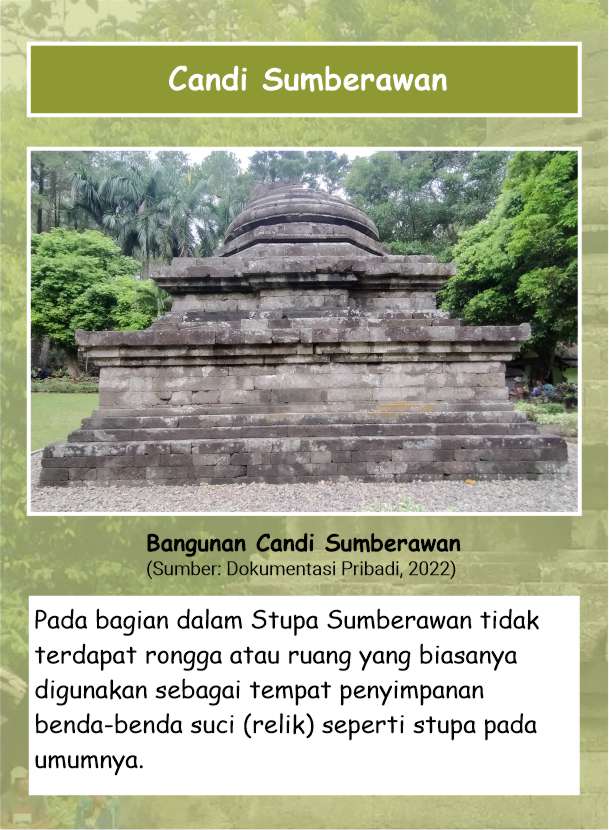 Candi Sumberawan
Bangunan Candi Sumberawan
(Sumber: Dokumentasi Pribadi, 2022)
Pada bagian dalam Stupa Sumberawan tidak
terdapat rongga atau ruang yang biasanya
digunakan sebagai tempat penyimpanan
benda-benda suci (relik) seperti stupa pada
umumnya.